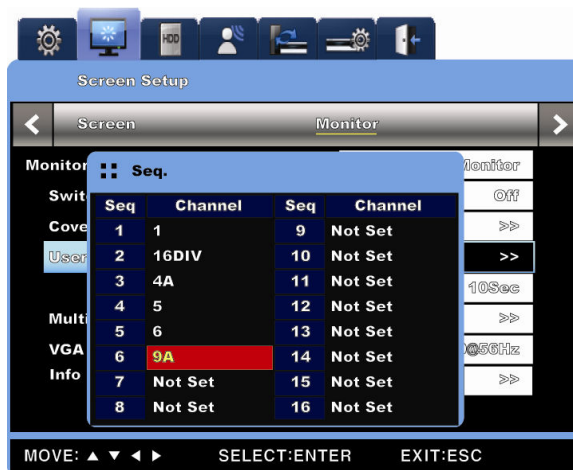 HDD
Screen Setup
Screen Monitor
Monitor Monitor
Swit Off
Cove >>
User >>
10Sec
Multi >>
VGA @56Hz
Info >>
Seq.
Seq Channel Seq Channel
1 1 9 Not Set
2 16DIV 10 Not Set
3 4A 11 Not Set
4 5 12 Not Set
5 6 13 Not Set
6 9A 14 Not Set
7 Not Set 15 Not Set
8 Not Set 16 Not Set
MOVE: ▲ ▼ ◀ ▶ SELECT:ENTER EXIT:ESC